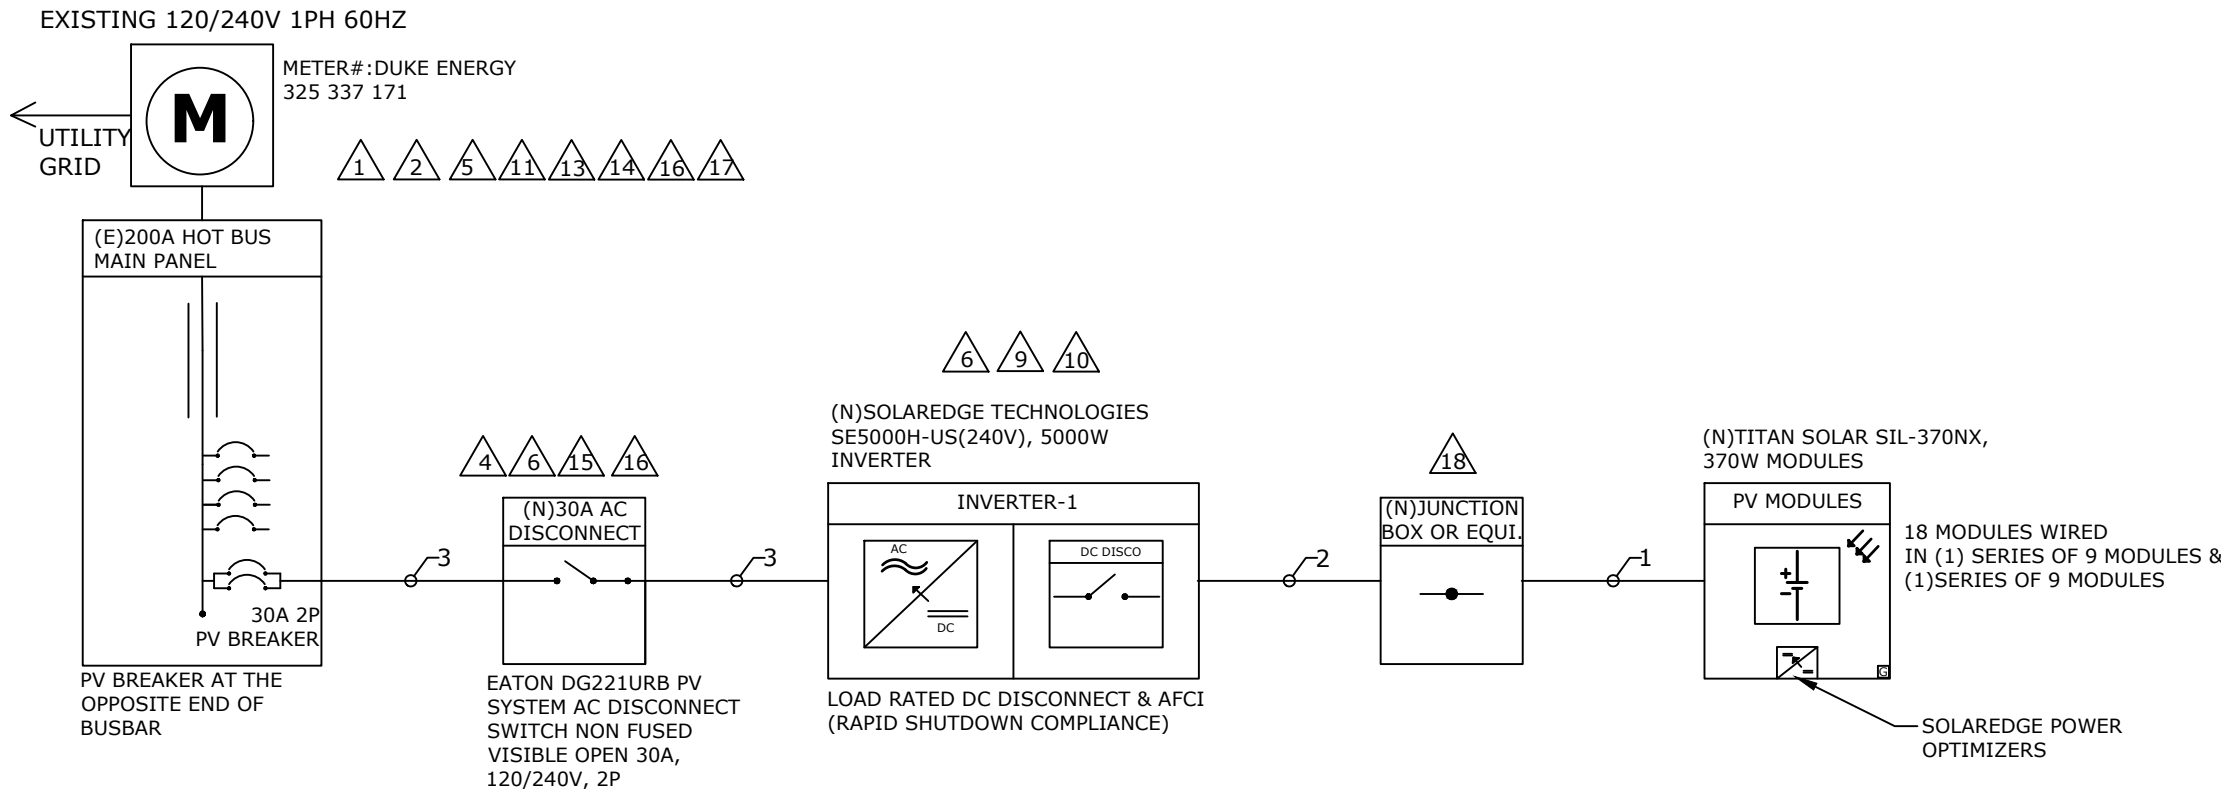 EXISTING 120/240V 1PH 60HZ
M
METER#:DUKE ENERGY
325 337 171
UTILITY
GRID
1 2 5 11 13 14 16 17
(E)200A HOT BUS
MAIN PANEL
30A 2P
PV BREAKER
PV BREAKER AT THE
OPPOSITE END OF
BUSBAR
3
4 6 15 16
(N)30A AC
DISCONNECT
EATON DG221URB PV
SYSTEM AC DISCONNECT
SWITCH NON FUSED
VISIBLE OPEN 30A,
120/240V, 2P
3
6 9 10
(N)SOLAREDGE TECHNOLOGIES
SE5000H-US(240V), 5000W
INVERTER
INVERTER-1
AC
DC
DC DISCO
LOAD RATED DC DISCONNECT & AFCI
(RAPID SHUTDOWN COMPLIANCE)
2
18
(N)JUNCTION
BOX OR EQUI.
1
(N)TITAN SOLAR SIL-370NX,
370W MODULES
PV MODULES
G
18 MODULES WIRED
IN (1) SERIES OF 9 MODULES &
(1)SERIES OF 9 MODULES
SOLAREDGE POWER
OPTIMIZERS